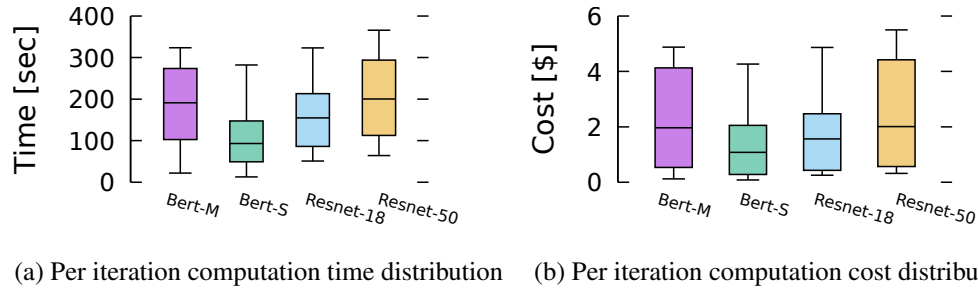 Time [sec]
400
300
200
100
0
Bert-M
Bert-S
Resnet-18
Resnet-50
(a) Per iteration computation time distribution
Cost [$]
6
4
2
0
Bert-M
Bert-S
Resnet-18
Resnet-50
(b) Per iteration computation cost distribu